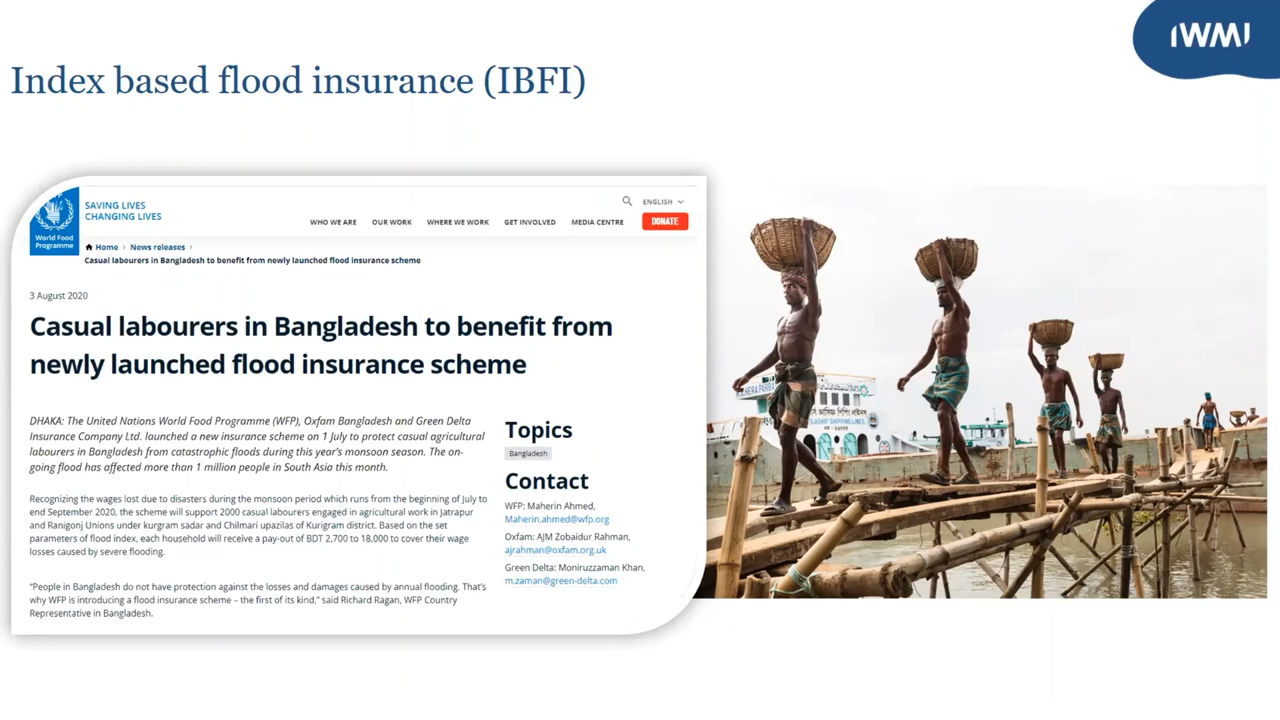 IWMI
Index based flood insurance (IBFI)
World Food
Programme
SAVING LIVES
CHANGING LIVES
ENGLISH
WHO WE ARE OUR WORK WHERE WE WORK GET INVOLVED MEDIA CENTRE DONATE
Home › News releases ›
Casual labourers in Bangladesh to benefit from newly launched flood insurance scheme
3 August 2020
Casual labourers in Bangladesh to benefit from
newly launched flood insurance scheme
DHAKA: The United Nations World Food Programme (WFP), Oxfam Bangladesh and Green Delta
Insurance Company Ltd. launched a new insurance scheme on 1 July to protect casual agricultural
labourers in Bangladesh from catastrophic floods during this year's monsoon season. The on-
going flood has affected more than 1 million people in South Asia this month.
Recognizing the wages lost due to disasters during the monsoon period which runs from the beginning of July to
end September 2020, the scheme will support 2000 casual labourers engaged in agricultural work in Jatrapur
and Ranigonj Unions under kurgram sadar and Chilmari upazilas of Kurigram district. Based on the set
parameters of flood index, each household will receive a pay-out of BDT 2,700 to 18,000 to cover their wage
losses caused by severe flooding.
“People in Bangladesh do not have protection against the losses and damages caused by annual flooding. That's
why WFP is introducing a flood insurance scheme – the first of its kind,” said Richard Ragan, WFP Country
Representative in Bangladesh.
Topics
Bangladesh
Contact
WFP: Maherin Ahmed,
Maherin.ahmed@wfp.org
Oxfam: AJM Zobaidur Rahman,
ajrahman@oxfam.org.uk
Green Delta: Moniruzzaman Khan,
m.zaman@green-delta.com
SHIPPING LINES